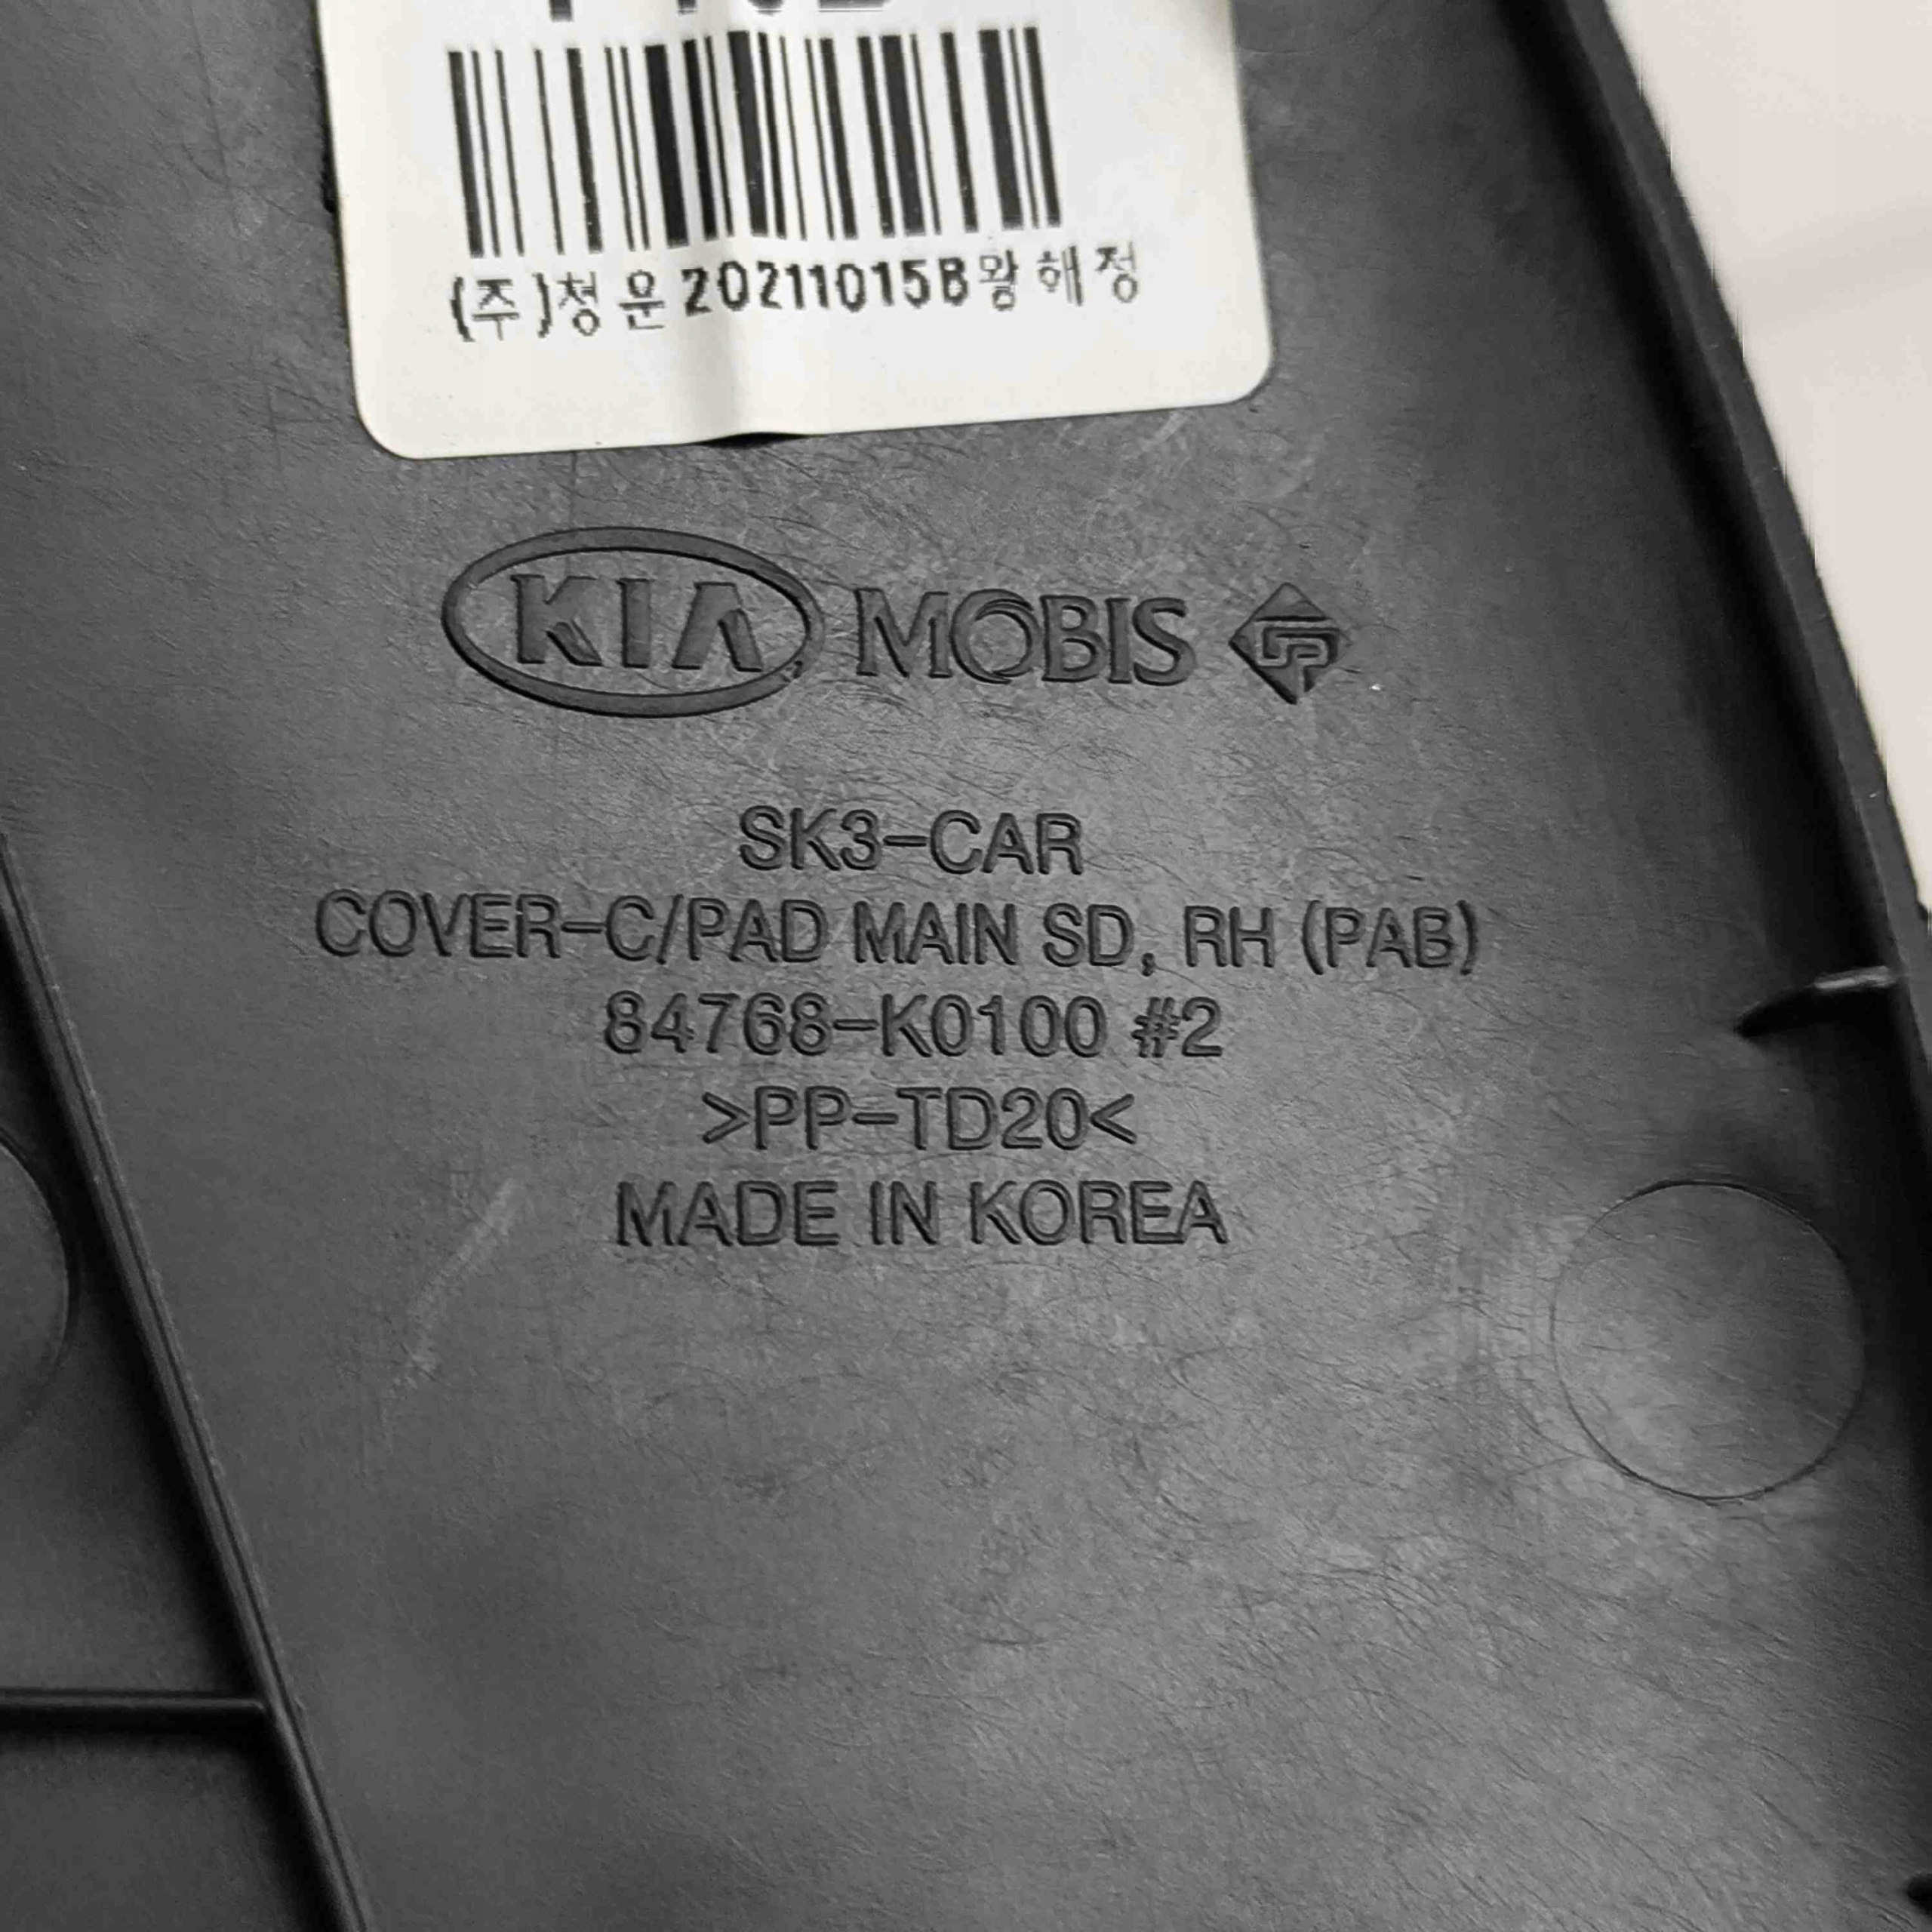 (주)청운20211015B왕해정
KIA MOBIS
SK3-CAR
COVER-C/PAD MAIN SD, RH (PAB)
84768-K0100 #2
>PP-TD20<
MADE IN KOREA